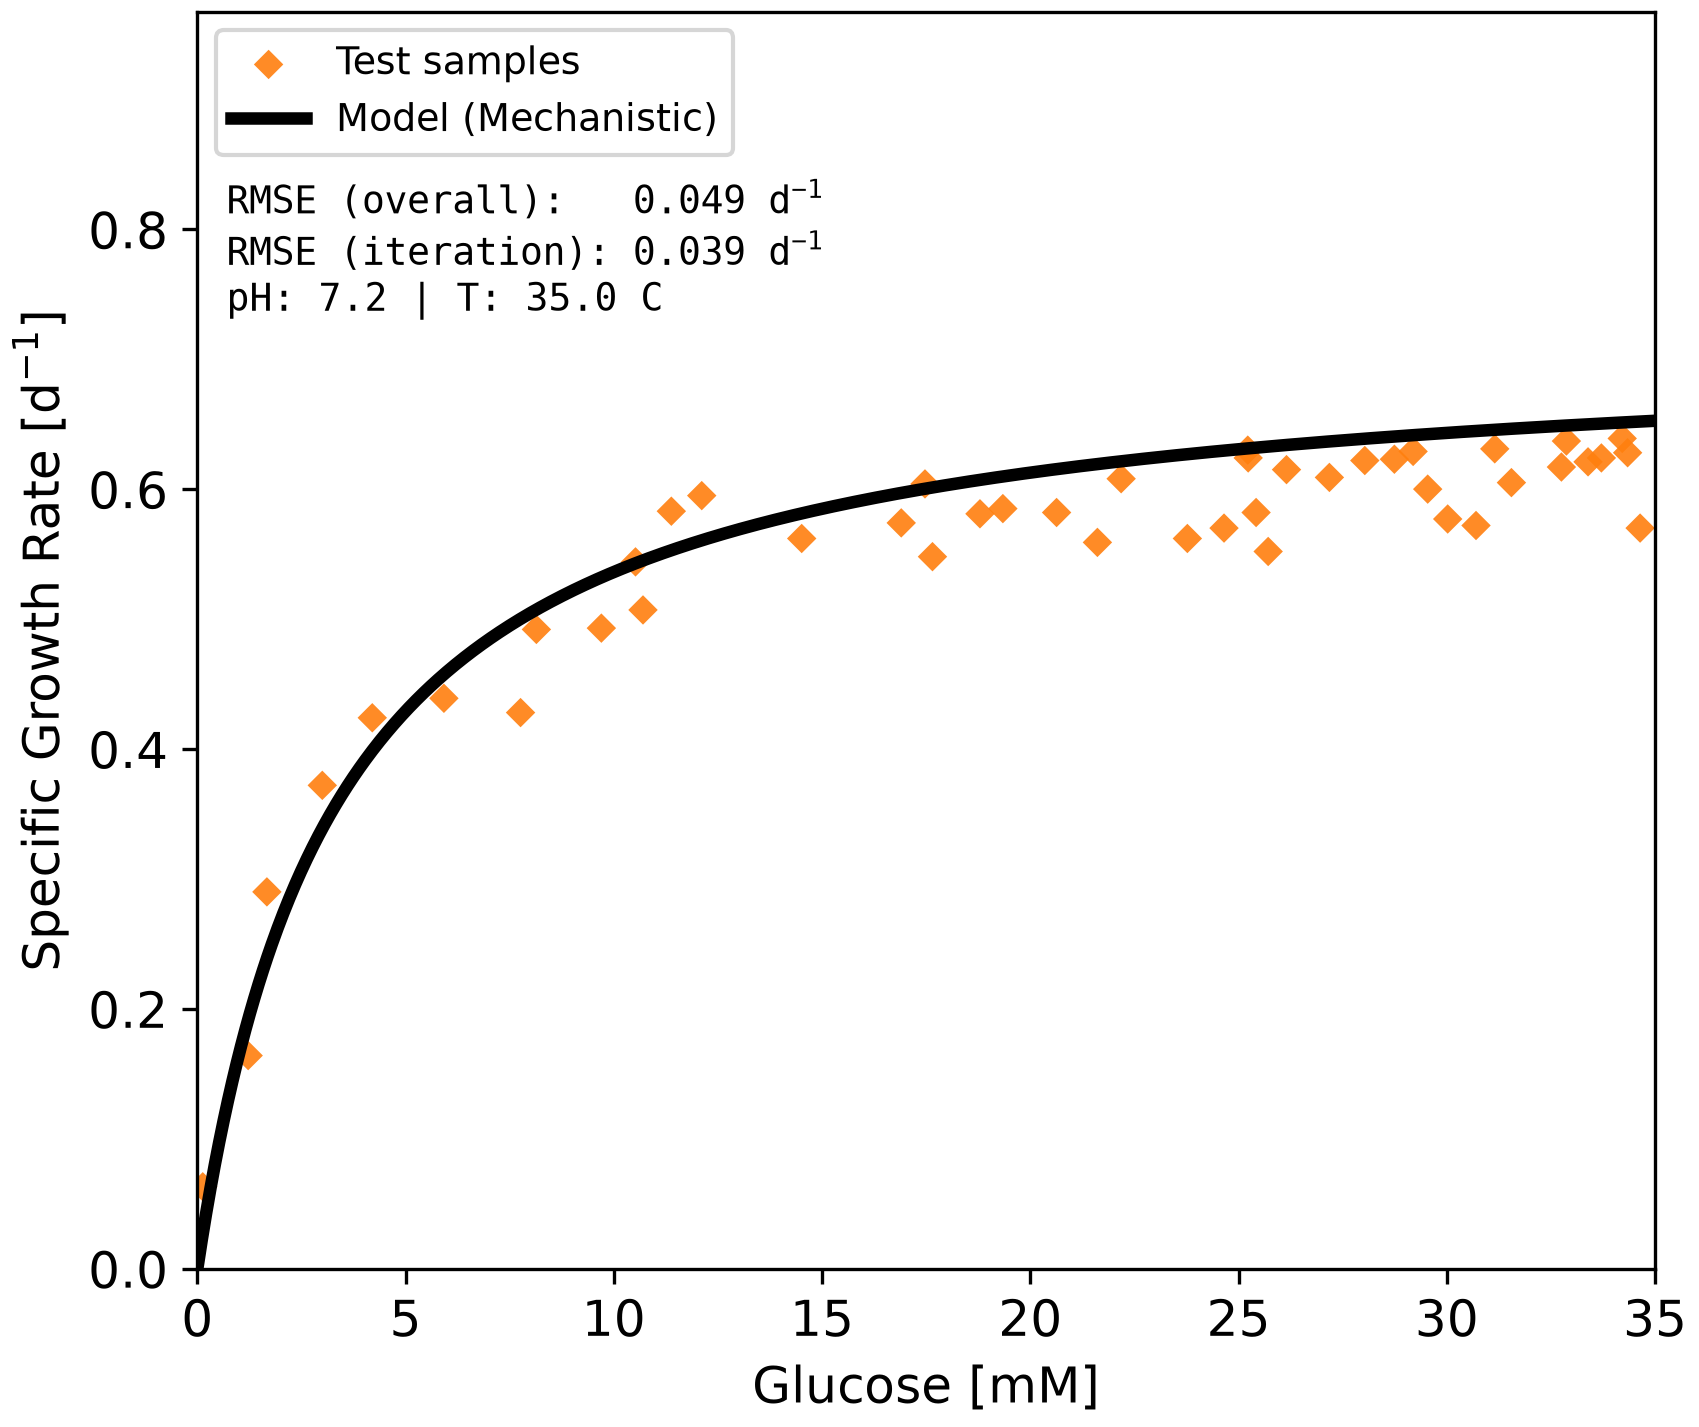 Test samples
Model (Mechanistic)
RMSE (overall):   0.049 d⁻¹
RMSE (iteration): 0.039 d⁻¹
pH: 7.2 | T: 35.0 C
Specific Growth Rate [d⁻¹]
0.8
0.6
0.4
0.2
0.0
0 5 10 15 20 25 30 35
Glucose [mM]